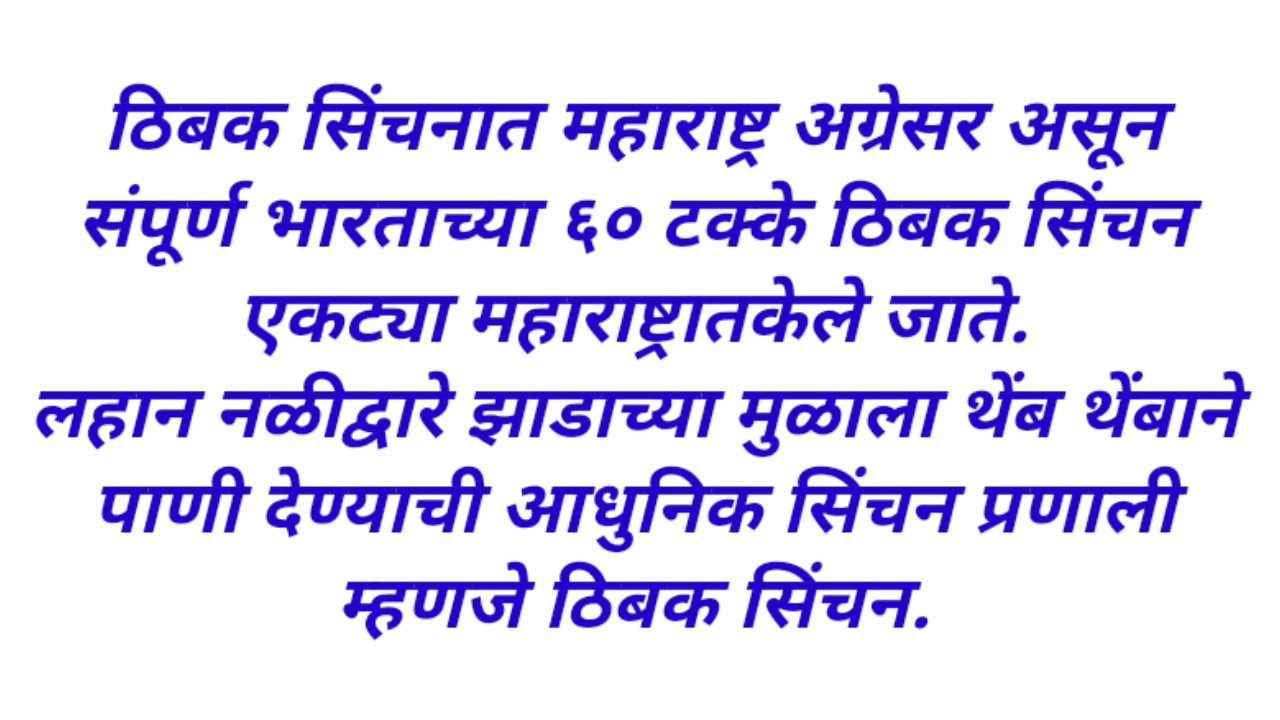 ठिबक सिंचनात महाराष्ट्र अग्रेसर असून
संपूर्ण भारताच्या ६० टक्के ठिबक सिंचन
एकट्या महाराष्ट्रातकेले जाते.
लहान नळीद्वारे झाडाच्या मुळाला थेंब थेंबाने
पाणी देण्याची आधुनिक सिंचन प्रणाली
म्हणजे ठिबक सिंचन.